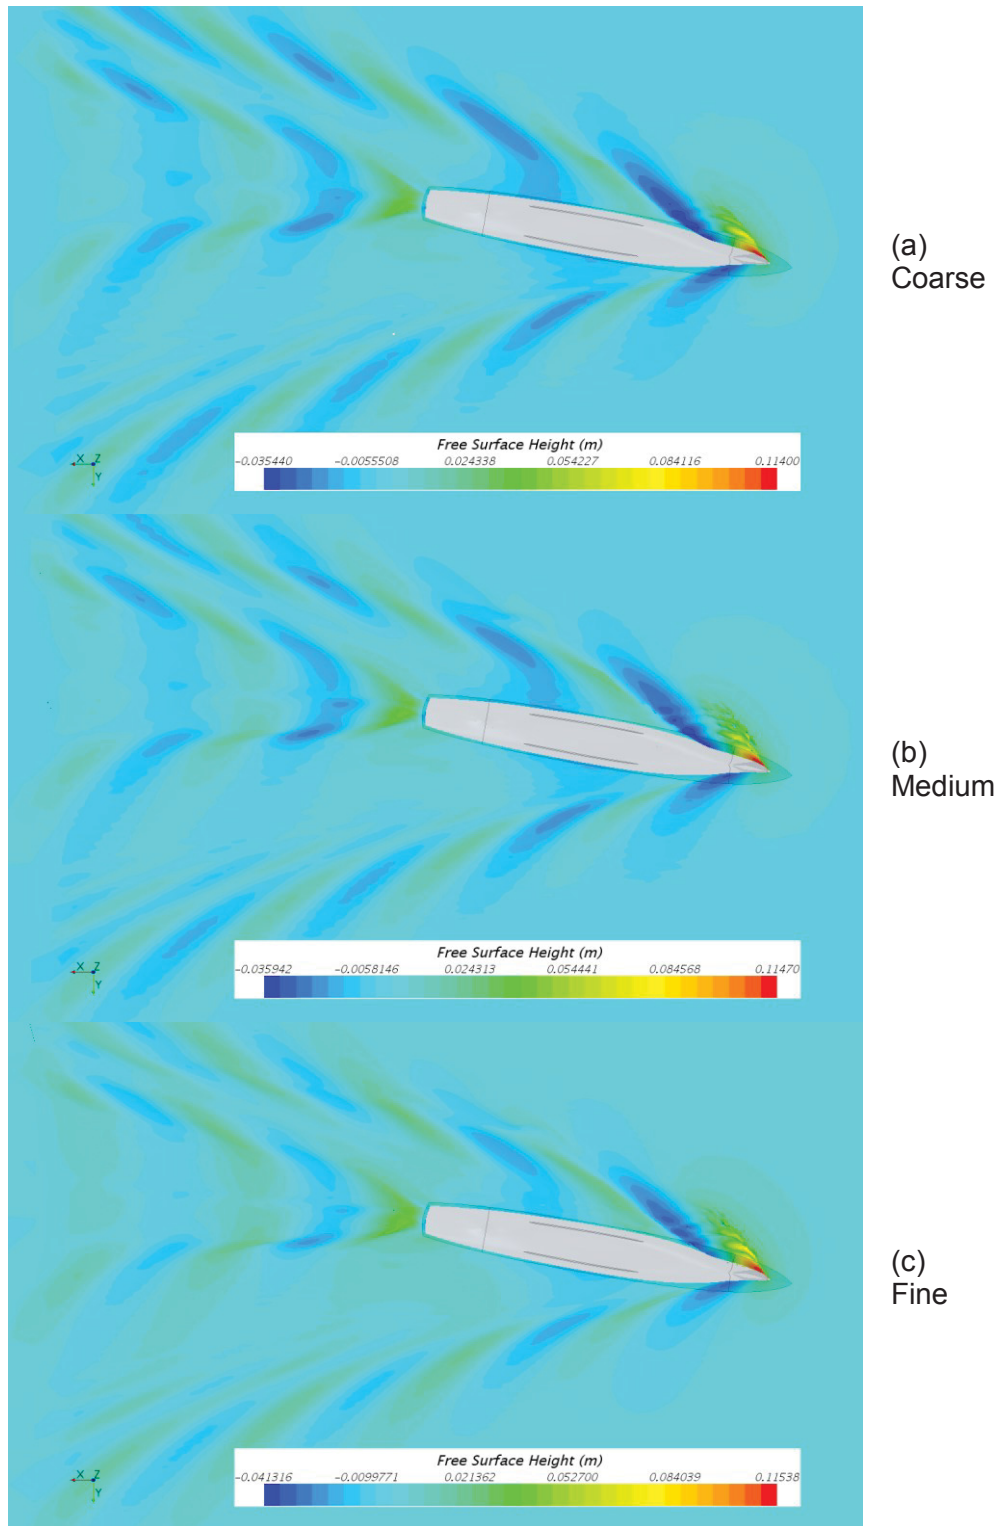 (a)
Coarse
Free Surface Height (m)
-0.035440 -0.0055508 0.024338 0.054227 0.084116 0.11400
X Z
Y
(b)
Medium
Free Surface Height (m)
-0.035942 -0.0058146 0.024313 0.054441 0.084568 0.11470
X Z
Y
(c)
Fine
Free Surface Height (m)
-0.041316 -0.0099771 0.021362 0.052700 0.084039 0.11538
X Z
Y